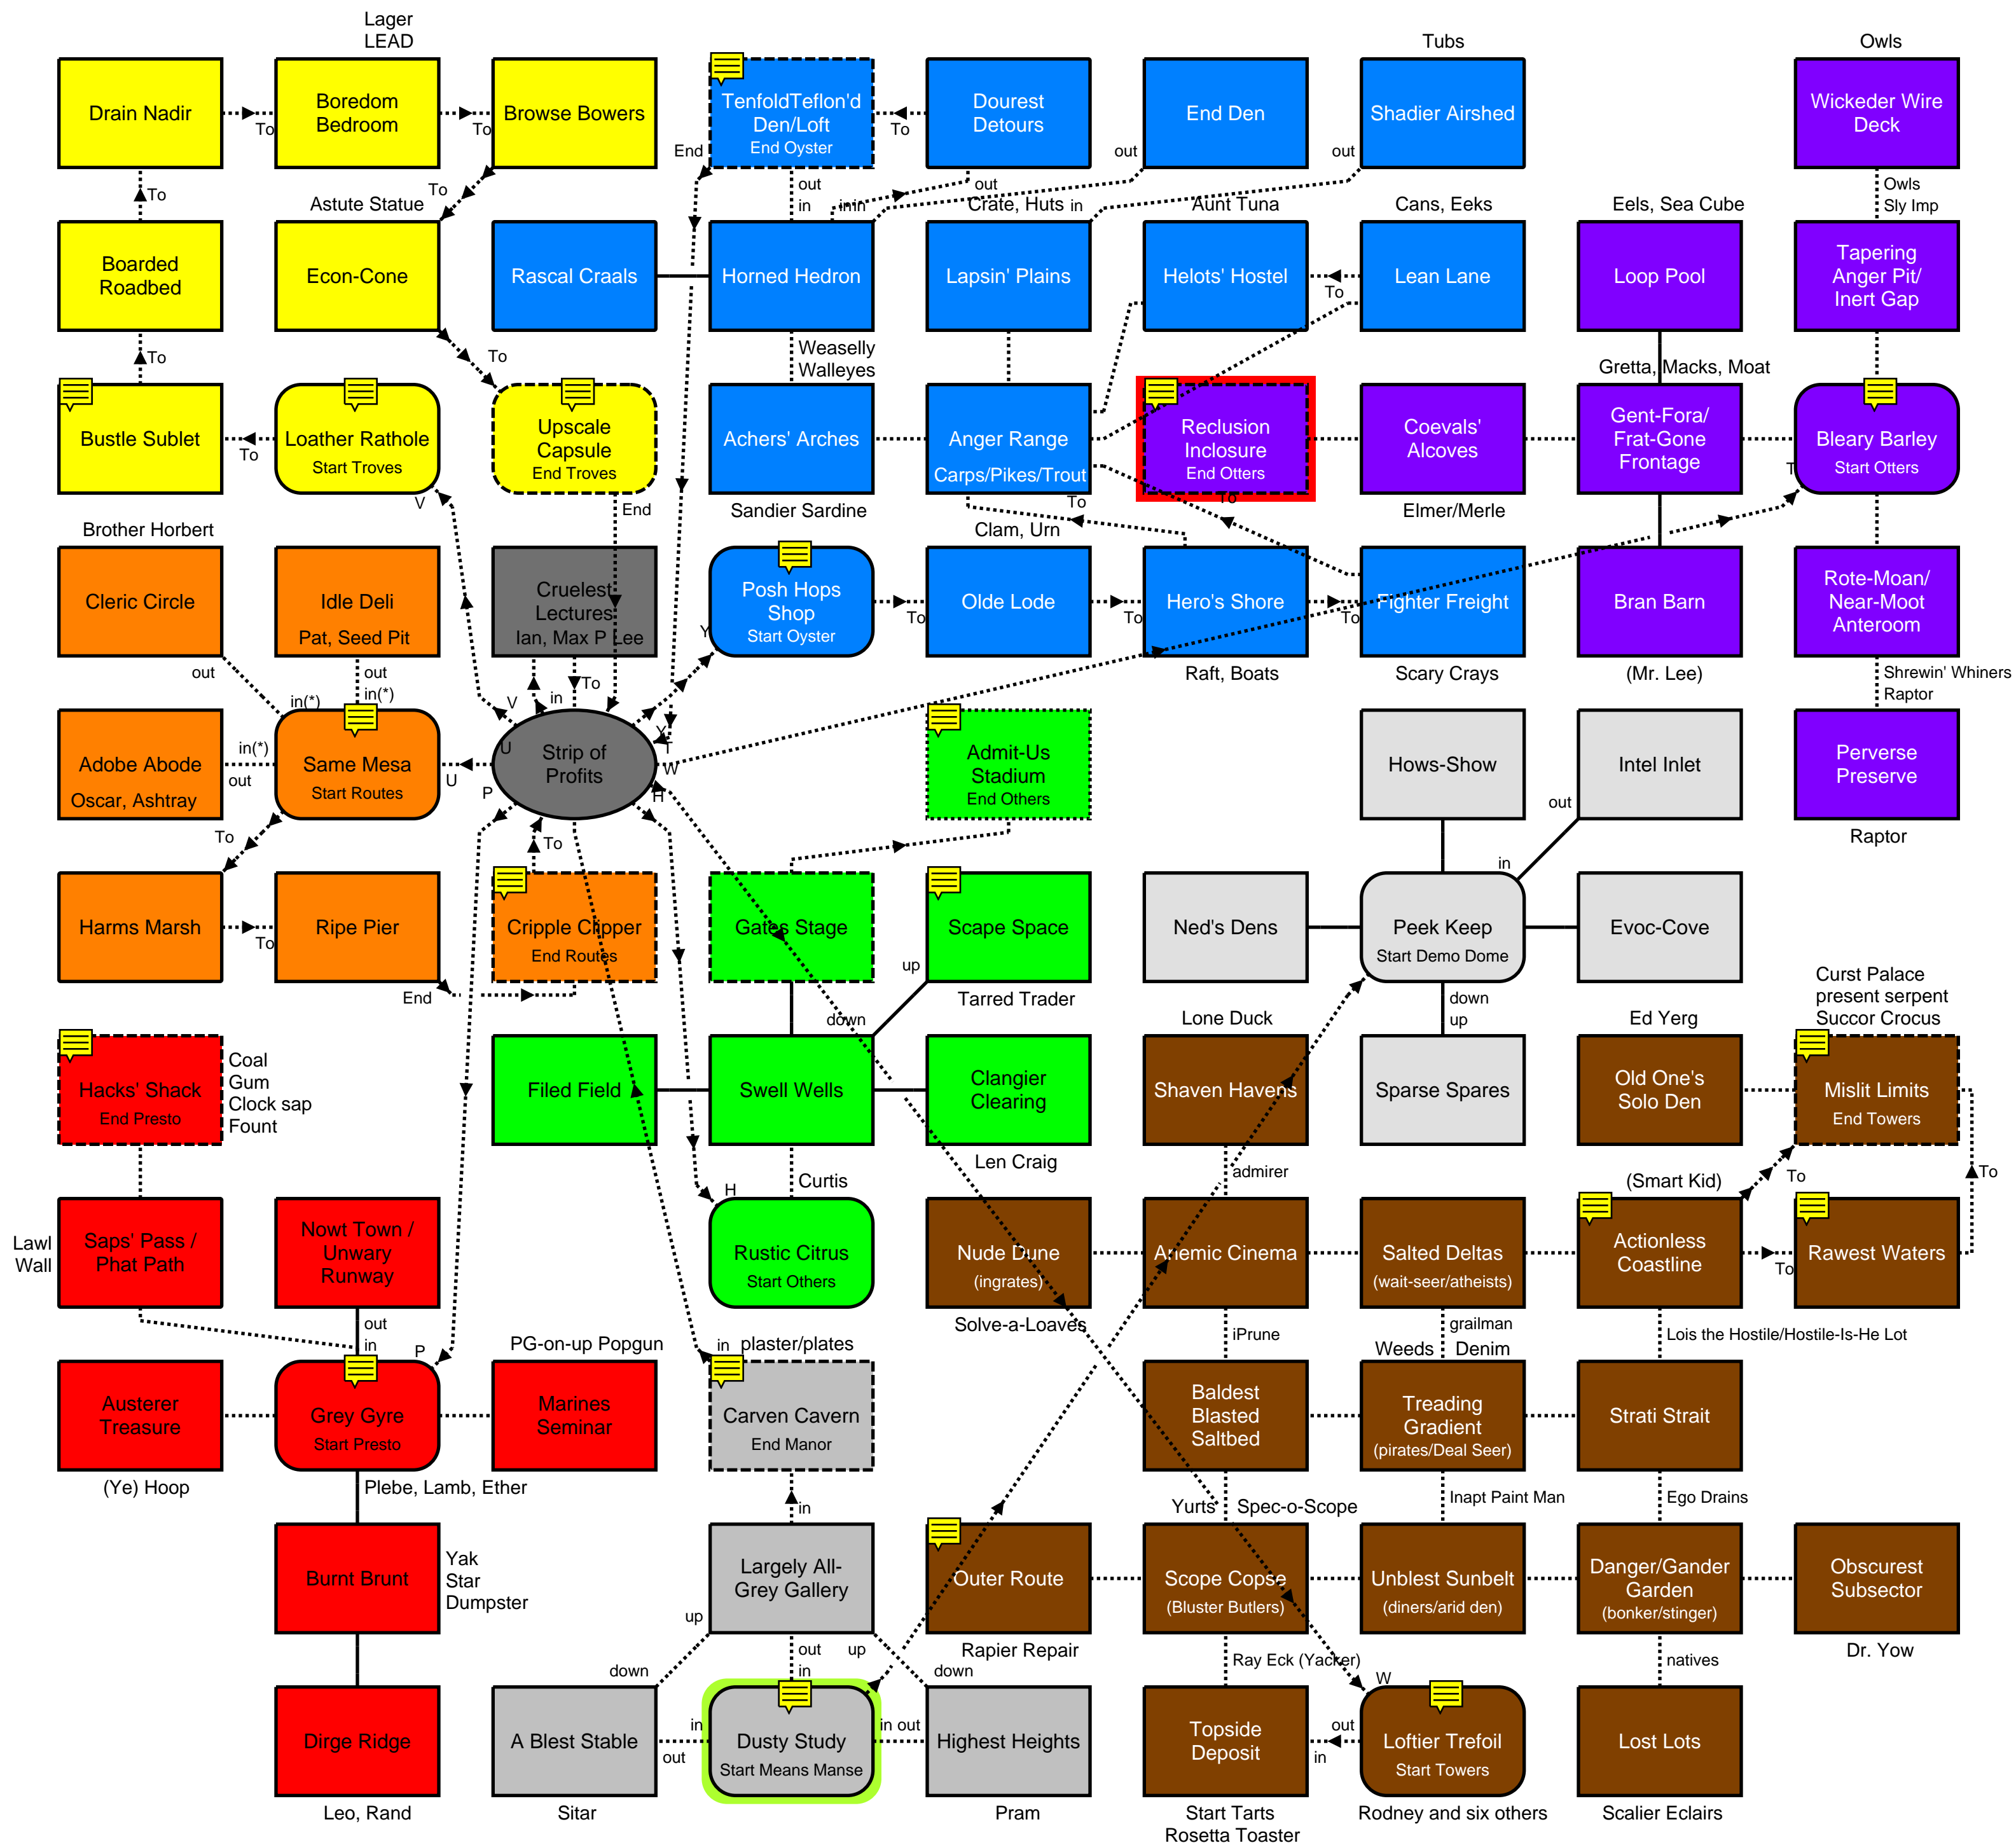 Lager
LEAD
Tubs
Owls
Drain Nadir
To
Boredom
Bedroom
To
Browse Bowers
TenfoldTeflon'd
Den/Loft
End Oyster
To
Dourest
Detours
End Den
Shadier Airshed
Wickeder Wire
Deck
End
out
out
To
To
out
in
out
inin
in
Owls
Sly Imp
Astute Statue
Crate, Huts
Aunt Tuna
Cans, Eeks
Eels, Sea Cube
Boarded
Roadbed
Econ-Cone
Rascal Craals
Horned Hedron
Lapsin' Plains
Helots' Hostel
To
Lean Lane
Loop Pool
Tapering
Anger Pit/
Inert Gap
To
To
Weaselly
Walleyes
Gretta, Macks, Moat
Bustle Sublet
To
Loather Rathole
Start Troves
Upscale
Capsule
End Troves
Achers' Arches
Anger Range
Carps/Pikes/Trout
Reclusion
Inclosure
End Otters
Coevals'
Alcoves
Gent-Fora/
Frat-Gone
Frontage
Bleary Barley
Start Otters
T
V
End
Sandier Sardine
To
To
Elmer/Merle
Brother Horbert
Clam, Urn
Cleric Circle
Idle Deli
Pat, Seed Pit
Cruelest
Lectures
Ian, Max P Lee
Posh Hops
Shop
Start Oyster
Y
To
Olde Lode
To
Hero's Shore
To
Fighter Freight
Bran Barn
Rote-Moan/
Near-Moot
Anteroom
out
out
in(*)
in(*)
V
in
To
Raft, Boats
Scary Crays
(Mr. Lee)
Shrewin' Whiners
Raptor
Adobe Abode
Oscar, Ashtray
in(*)
out
Same Mesa
Start Routes
U
U
P
Strip of
Profits
Y
T
W
H
Admit-Us
Stadium
End Others
Hows-Show
Intel Inlet
out
in
Perverse
Preserve
Raptor
To
To
Harms Marsh
To
Ripe Pier
Cripple Clipper
End Routes
Gates Stage
Scape Space
Ned's Dens
Peek Keep
Start Demo Dome
Evoc-Cove
End
up
down
Tarred Trader
down
up
Curst Palace
present serpent
Succor Crocus
Lone Duck
Ed Yerg
Hacks' Shack
End Presto
Coal
Gum
Clock sap
Fount
Filed Field
Swell Wells
Clangier
Clearing
Shaven Havens
Sparse Spares
Old One's
Solo Den
Mislit Limits
End Towers
Len Craig
admirer
To
To
H
Curtis
(Smart Kid)
Lawl
Wall
Saps' Pass /
Phat Path
Nowt Town /
Unwary
Runway
Rustic Citrus
Start Others
Nude Dune
(ingrates)
Anemic Cinema
Salted Deltas
(wait-seer/atheists)
Actionless
Coastline
To
Rawest Waters
out
in
P
PG-on-up Popgun
in
plaster/plates
Solve-a-Loaves
iPrune
grailman
Weeds
Denim
Lois the Hostile/Hostile-Is-He Lot
Austerer
Treasure
Grey Gyre
Start Presto
Marines
Seminar
Carven Cavern
End Manor
Baldest
Blasted
Saltbed
Treading
Gradient
(pirates/Deal Seer)
Strati Strait
(Ye) Hoop
Plebe, Lamb, Ether
in
Yurts
Spec-o-Scope
Inapt Paint Man
Ego Drains
Burnt Brunt
Yak
Star
Dumpster
Largely All-
Grey Gallery
Outer Route
Scope Copse
(Bluster Butlers)
Unblest Sunbelt
(diners/arid den)
Danger/Gander
Garden
(bonker/stinger)
Obscurest
Subsector
up
down
out
in
up
down
Rapier Repair
Ray Eck (Yacker)
W
natives
Dr. Yow
Dirge Ridge
A Blest Stable
in
out
Dusty Study
Start Means Manse
in out
Highest Heights
Topside
Deposit
out
in
Loftier Trefoil
Start Towers
Lost Lots
Leo, Rand
Sitar
Pram
Start Tarts
Rosetta Toaster
Rodney and six others
Scalier Eclairs